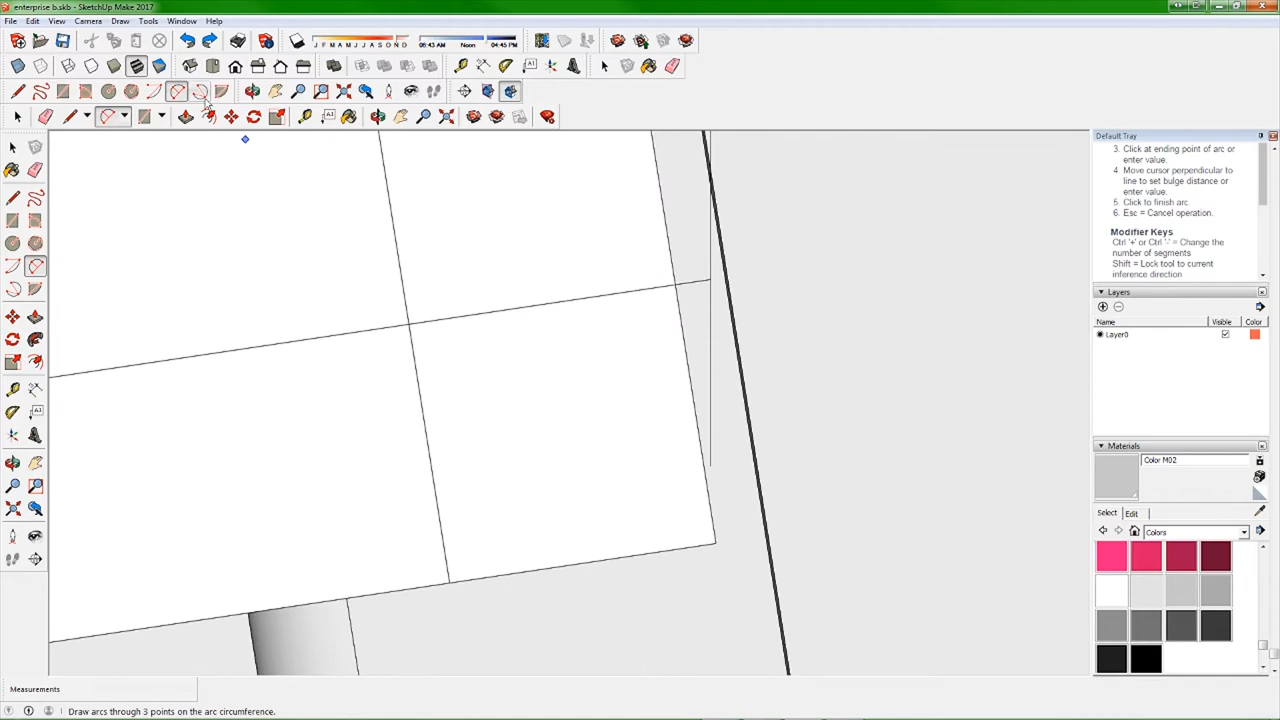 enterprise b.skb - SketchUp Make 2017
File Edit View Camera Draw Tools Window Help
J F M A M J J A S O N D 06:43 AM Noon 04:45 PM
Default Tray
3. Click at ending point of arc or
enter value.
4. Move cursor perpendicular to
line to set bulge distance or
enter value.
5. Click to finish arc.
6. Esc = Cancel operation.
Modifier Keys
Ctrl '+' or Ctrl '-' = Change the
number of segments
Shift = Lock tool to current
inference direction
Layers
Name Visible Color
Layer0
Materials
Color M02
Select Edit
Colors
Measurements
Draw arcs through 3 points on the arc circumference.